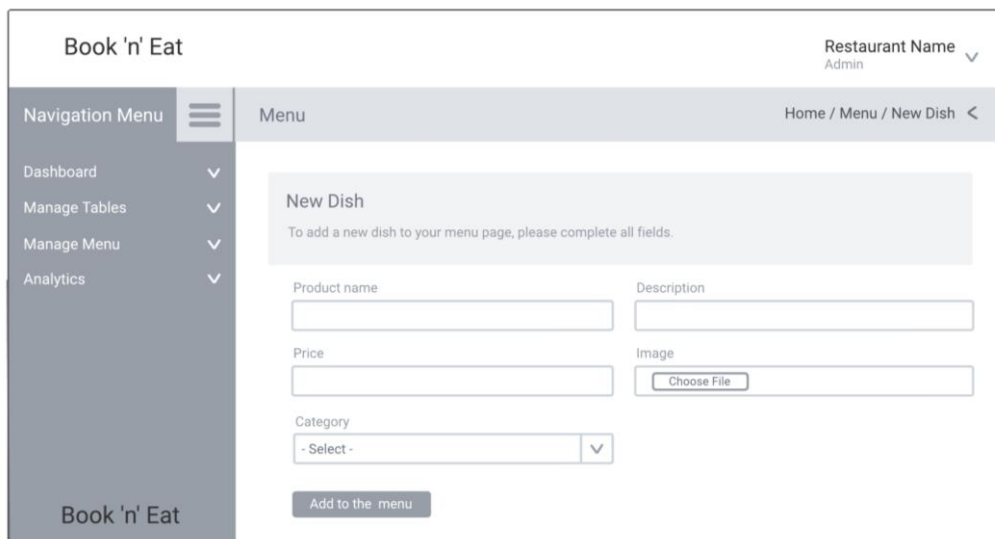 Book 'n' Eat
Restaurant Name
Admin
Navigation Menu
Menu
Home / Menu / New Dish <
Dashboard
Manage Tables
Manage Menu
Analytics
New Dish
To add a new dish to your menu page, please complete all fields.
Product name
Description
Price
Image
Choose File
Category
- Select -
Add to the menu
Book 'n' Eat